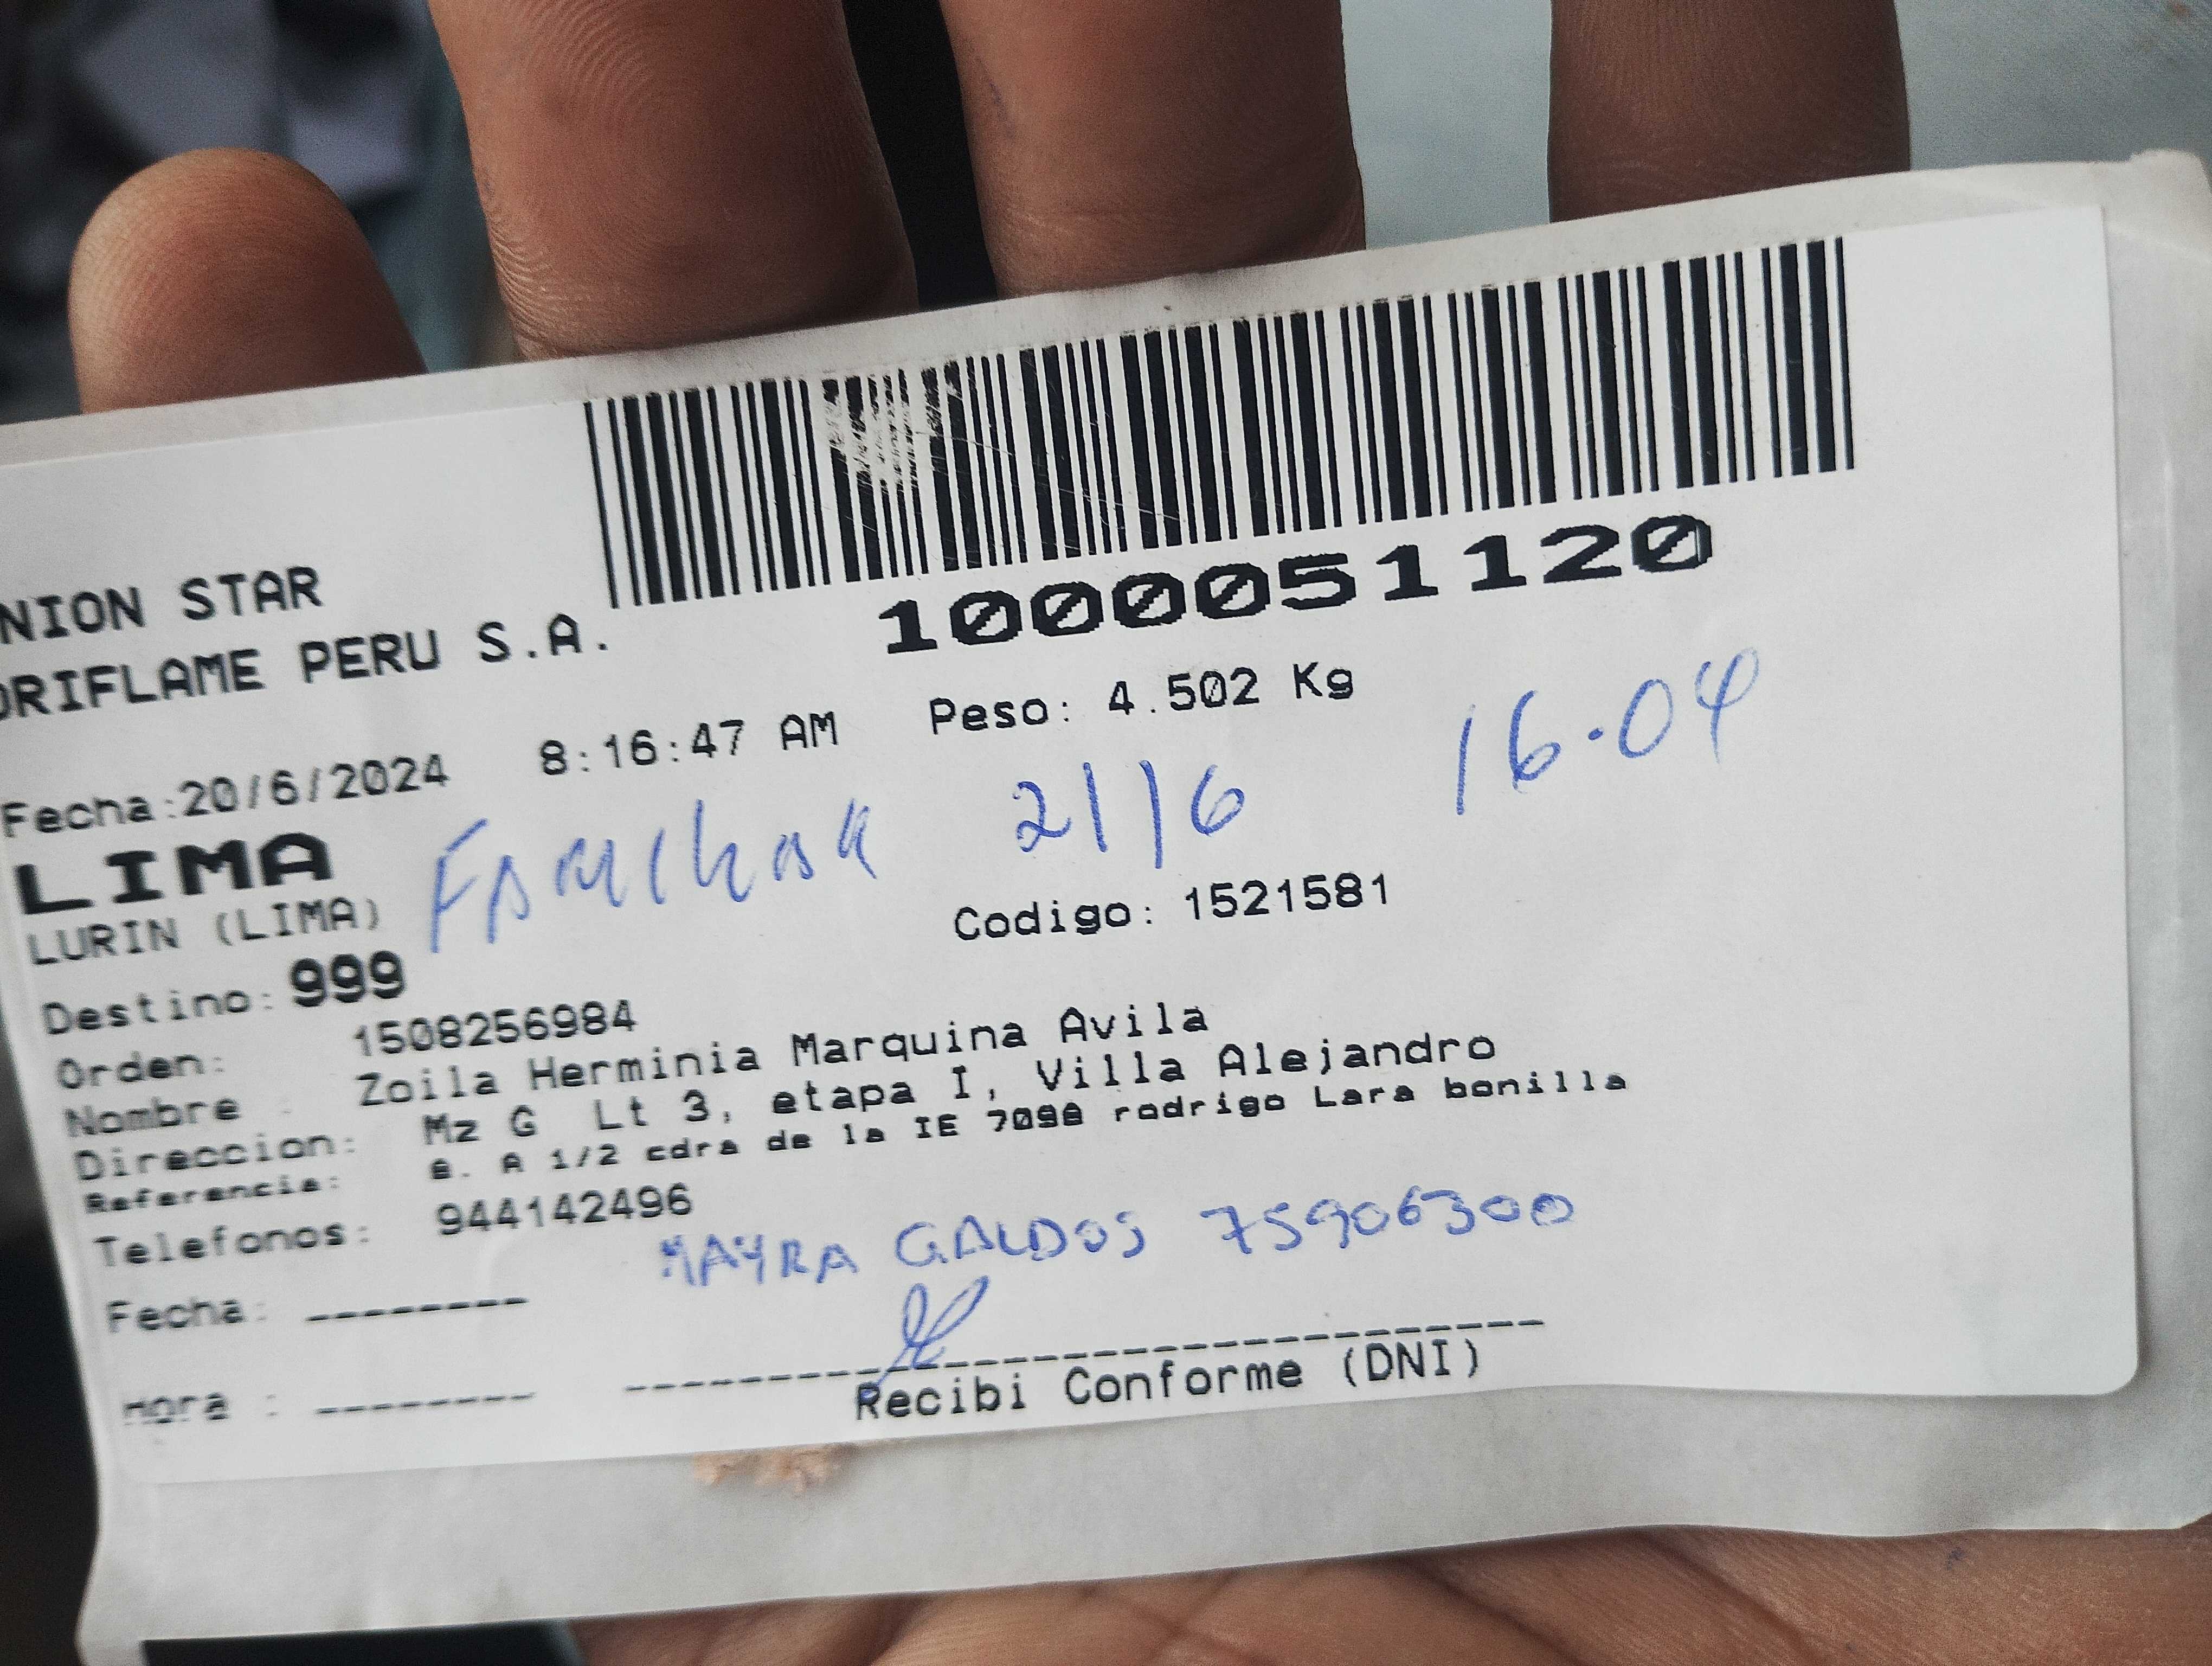 1000051120
NION STAR
ORIFLAME PERU S.A.
Peso: 4.502 Kg
Fecha:20/6/2024 8:16:47 AM
16.04
21/6
LIMA
LURIN (LIMA)
Codigo: 1521581
Destino: 999
Orden: 1508256984
Nombre : Zoila Herminia Marquina Avila
Direccion: Mz G Lt 3, etapa I, Villa Alejandro
Referencia: e. A 1/2 cdra de la IE 7098 rodrigo Lara bonilla
Telefonos: 944142496
MAYRA GALDOS 75906300
Fecha: --------
Hora : --------
Recibi Conforme (DNI)